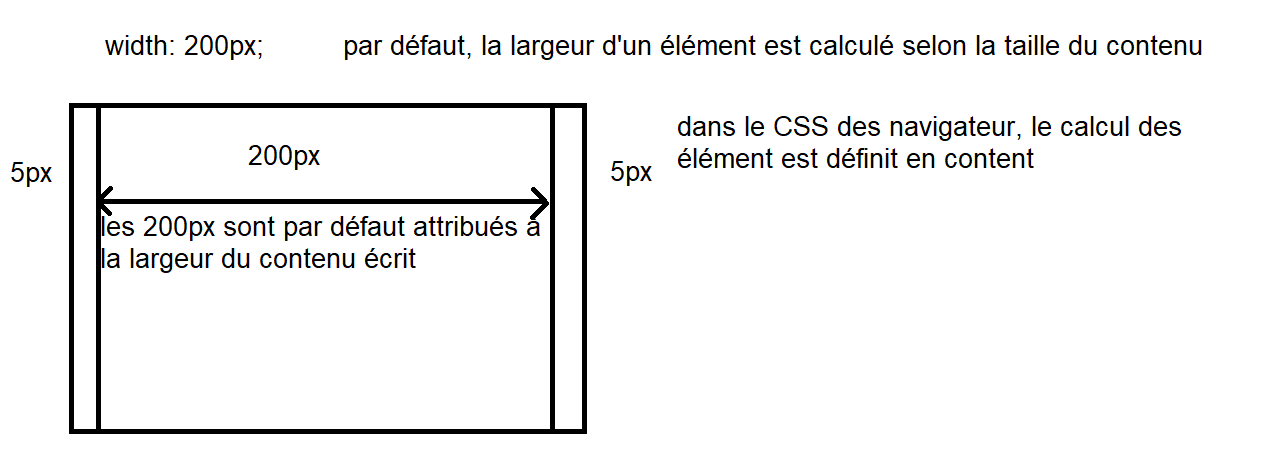 width: 200px;
par défaut, la largeur d'un élément est calculé selon la taille du contenu
dans le CSS des navigateur, le calcul des
élément est définit en content
5px
200px
5px
les 200px sont par défaut attribués à
la largeur du contenu écrit